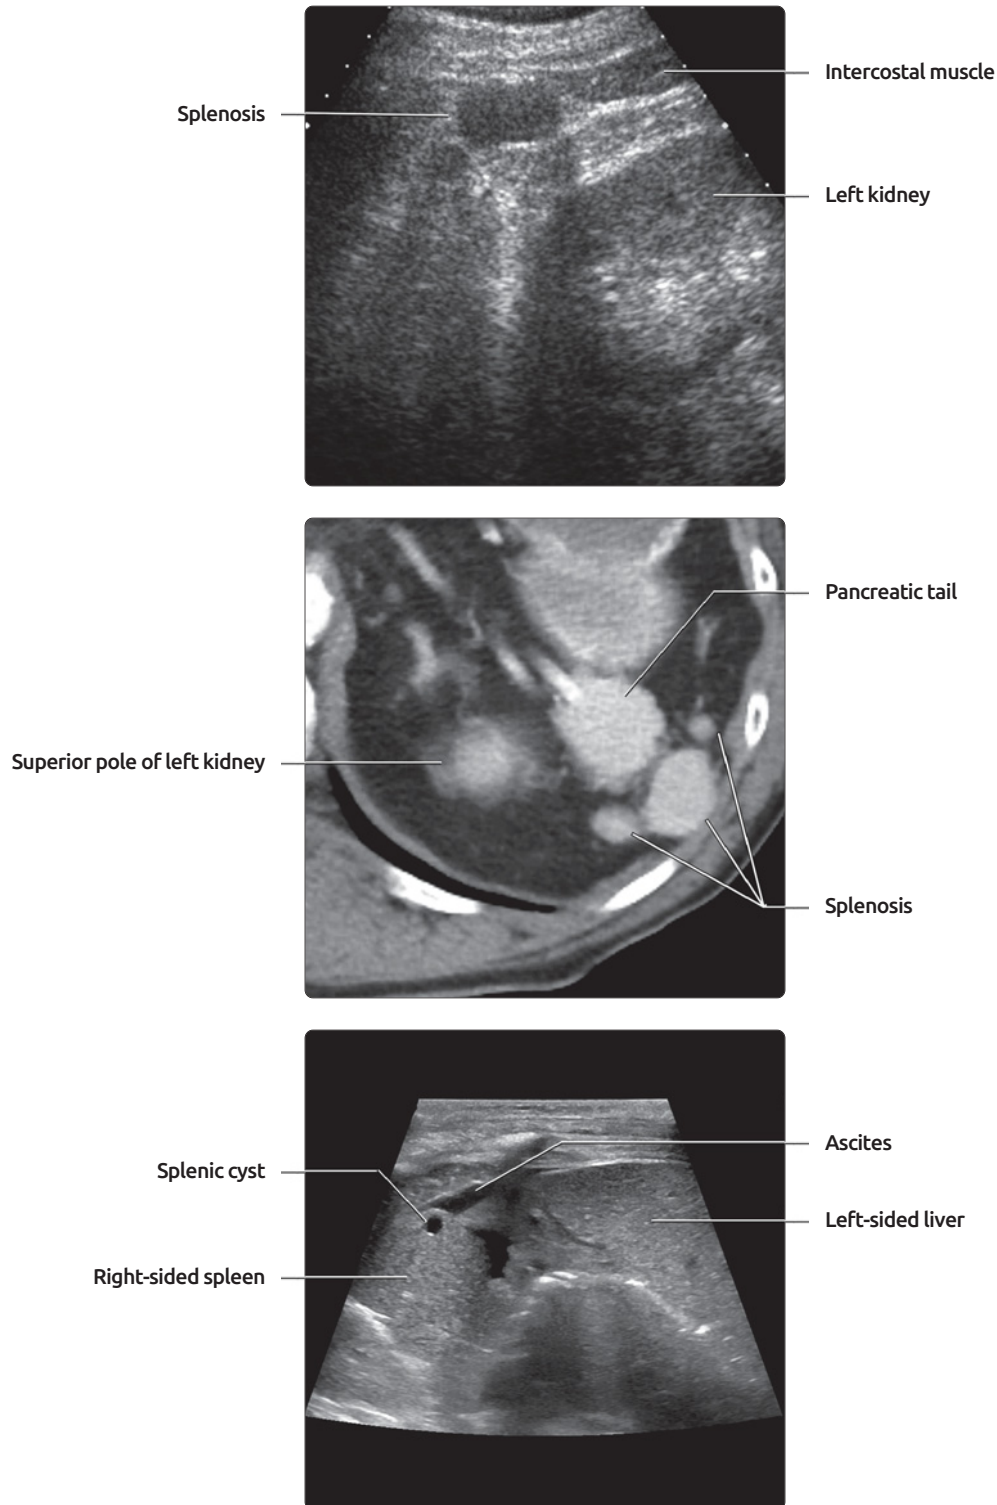 Intercostal muscle
Splenosis
Left kidney
Pancreatic tail
Superior pole of left kidney
Splenosis
Ascites
Splenic cyst
Left-sided liver
Right-sided spleen